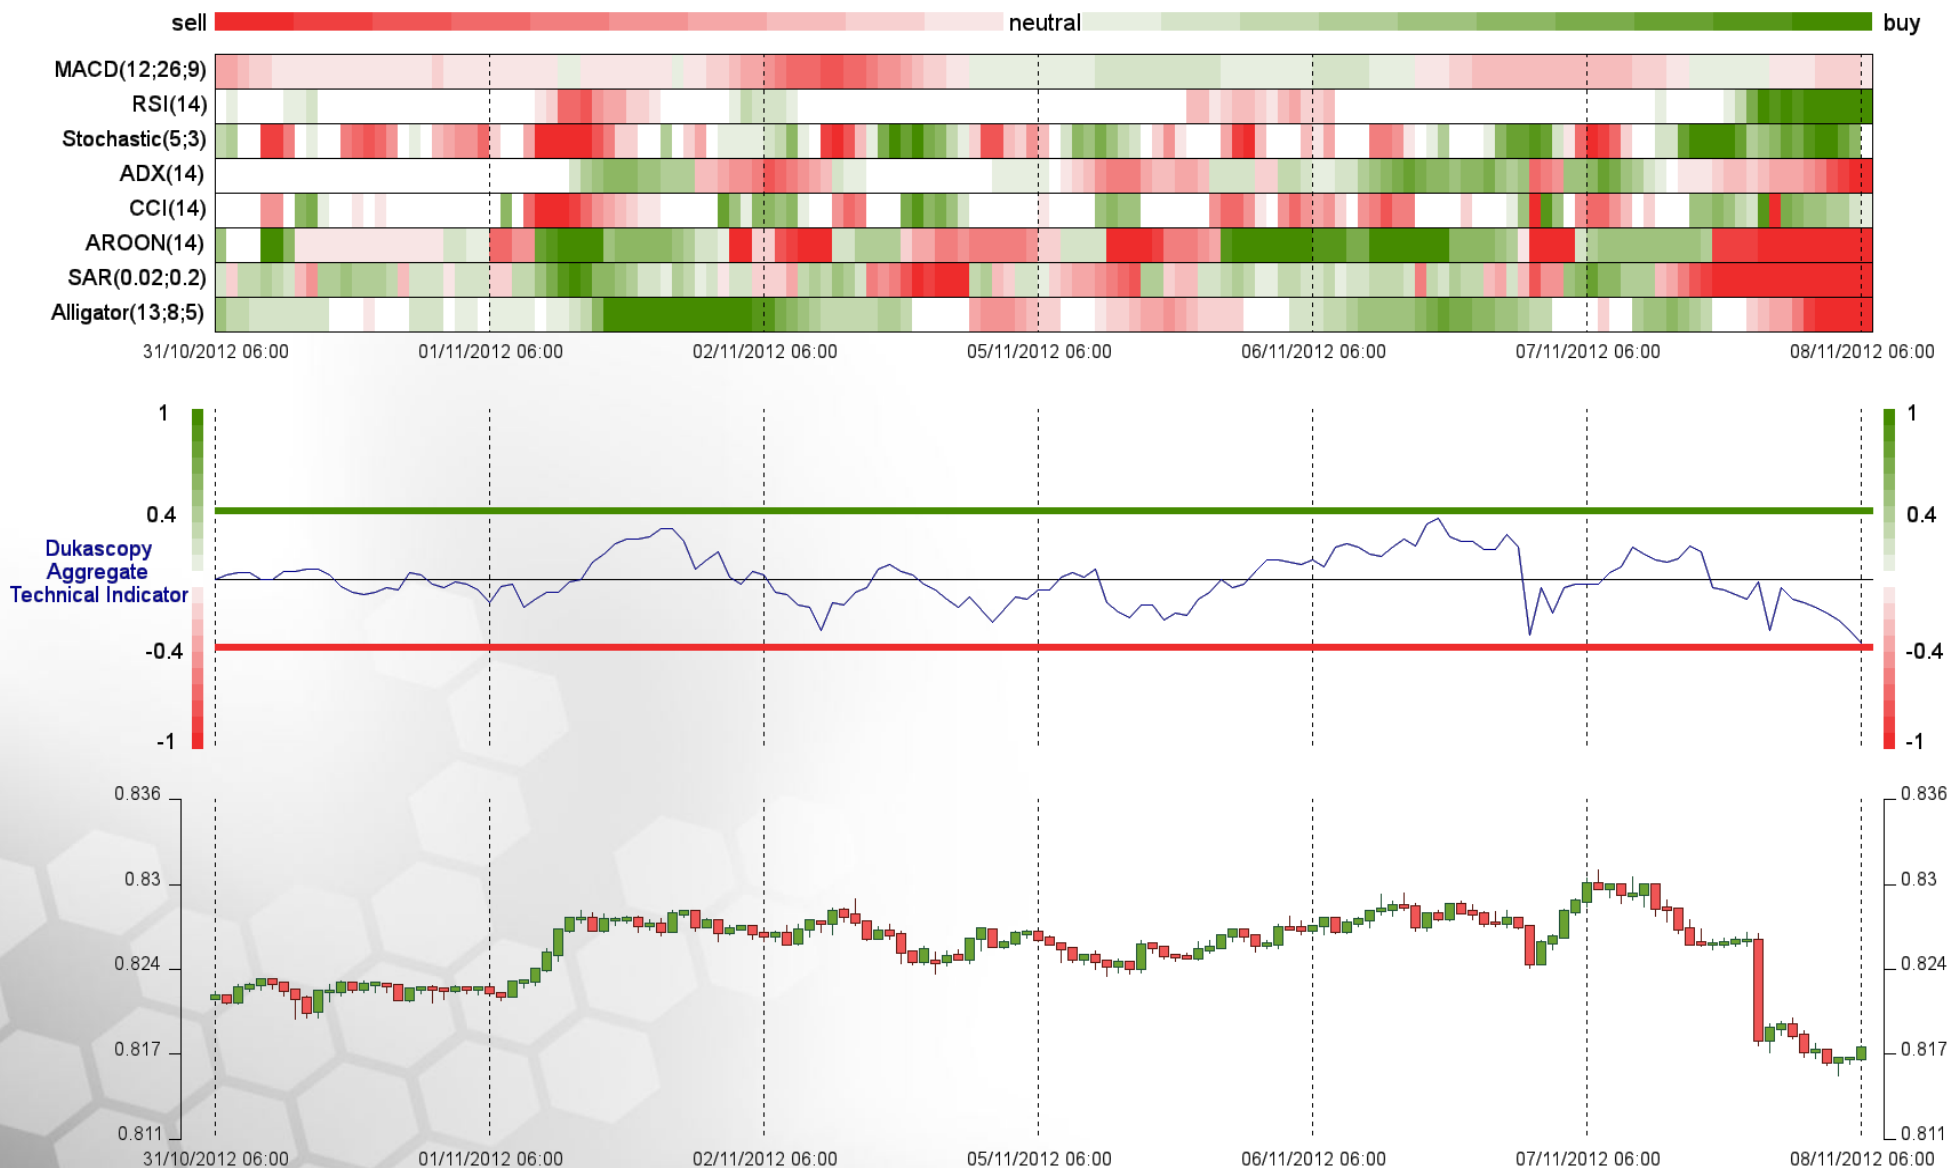 sell neutral buy
MACD(12;26;9)
RSI(14)
Stochastic(5;3)
ADX(14)
CCI(14)
AROON(14)
SAR(0.02;0.2)
Alligator(13;8;5)
31/10/2012 06:00 01/11/2012 06:00 02/11/2012 06:00 05/11/2012 06:00 06/11/2012 06:00 07/11/2012 06:00 08/11/2012 06:00
1 1
0.4 0.4
Dukascopy
Aggregate
Technical Indicator
-0.4 -0.4
-1 -1
0.836 0.836
0.83 0.83
0.824 0.824
0.817 0.817
0.811 0.811
31/10/2012 06:00 01/11/2012 06:00 02/11/2012 06:00 05/11/2012 06:00 06/11/2012 06:00 07/11/2012 06:00 08/11/2012 06:00